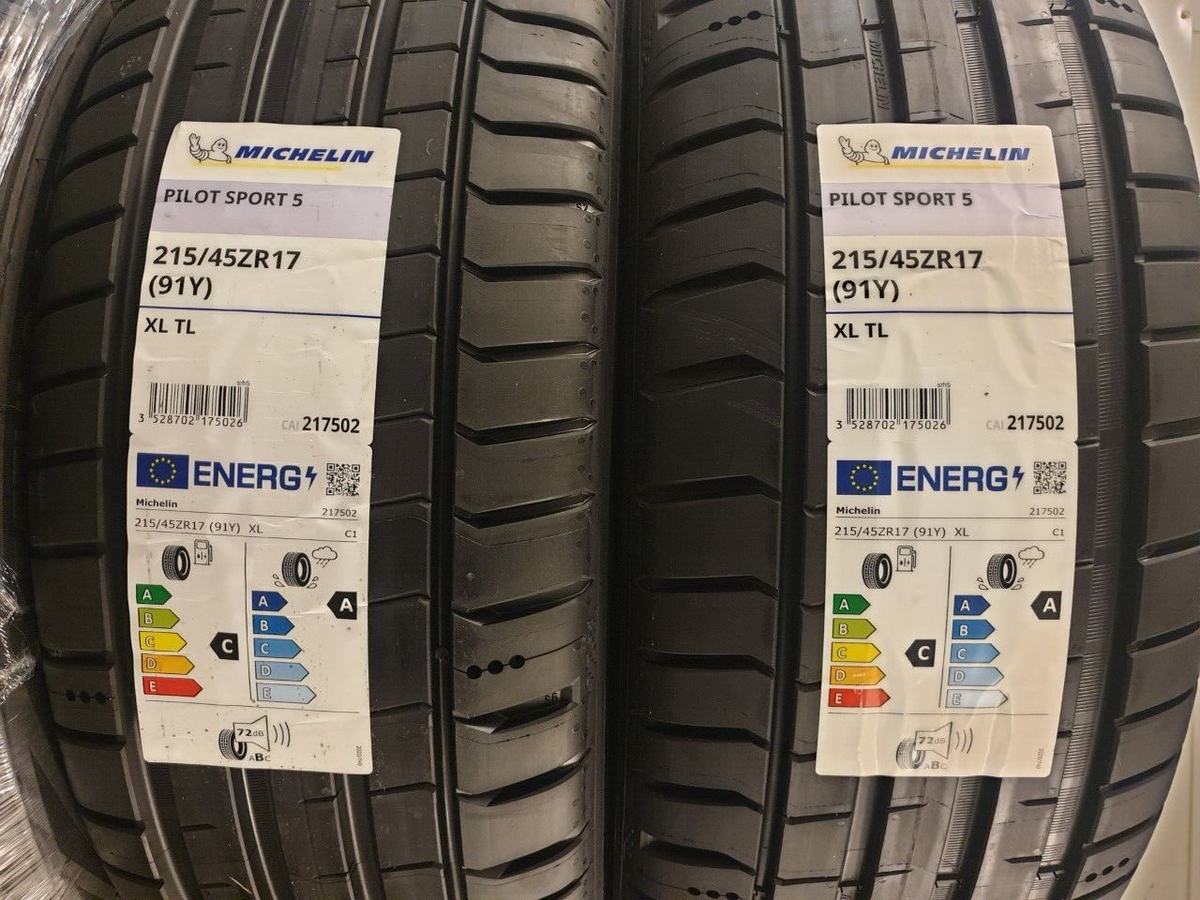 MICHELIN
PILOT SPORT 5
215/45ZR17
(91Y)
XL TL
3 528702 175026
CAI 217502
ENERG
Michelin 217502
215/45ZR17 (91Y) XL C1
A A A
B B
C C C
D D
E E
72dB
ABC
MICHELIN
MICHELIN
PILOT SPORT 5
215/45ZR17
(91Y)
XL TL
3 528702 175026
CAI 217502
ENERG
Michelin 217502
215/45ZR17 (91Y) XL C1
A A A
B B
C C C
D D
E E
72dB
ABC